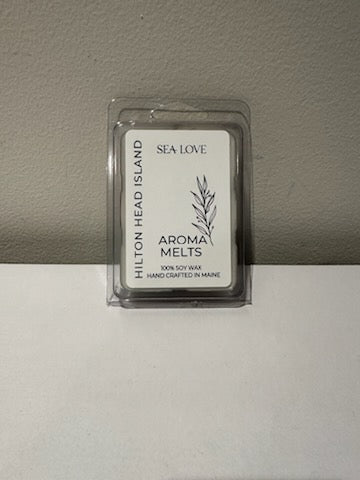 SEA LOVE
HILTON HEAD ISLAND
AROMA
MELTS
100% SOY WAX
HAND CRAFTED IN MAINE